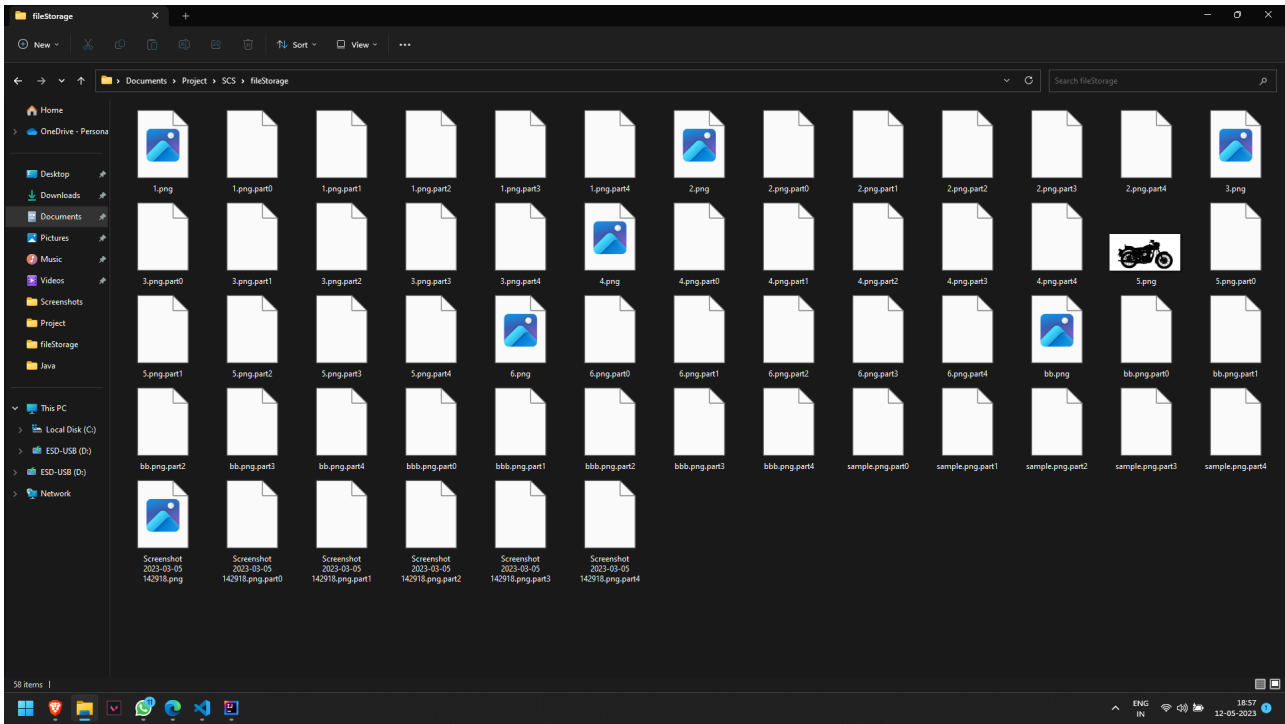 fileStorage
New
Sort
View
Documents > Project > SCS > fileStorage
Search fileStorage
Home
OneDrive - Persona
Desktop
Downloads
Documents
Pictures
Music
Videos
Screenshots
Project
fileStorage
Java
This PC
Local Disk (C:)
ESD-USB (D:)
ESD-USB (D:)
Network
1.png
1.png.part0
1.png.part1
1.png.part2
1.png.part3
1.png.part4
2.png
2.png.part0
2.png.part1
2.png.part2
2.png.part3
2.png.part4
3.png
3.png.part0
3.png.part1
3.png.part2
3.png.part3
3.png.part4
4.png
4.png.part0
4.png.part1
4.png.part2
4.png.part3
4.png.part4
5.png
5.png.part0
5.png.part1
5.png.part2
5.png.part3
5.png.part4
6.png
6.png.part0
6.png.part1
6.png.part2
6.png.part3
6.png.part4
bb.png
bb.png.part0
bb.png.part1
bb.png.part2
bb.png.part3
bb.png.part4
bbb.png.part0
bbb.png.part1
bbb.png.part2
bbb.png.part3
bbb.png.part4
sample.png.part0
sample.png.part1
sample.png.part2
sample.png.part3
sample.png.part4
Screenshot
2023-03-05
142918.png
Screenshot
2023-03-05
142918.png.part0
Screenshot
2023-03-05
142918.png.part1
Screenshot
2023-03-05
142918.png.part2
Screenshot
2023-03-05
142918.png.part3
Screenshot
2023-03-05
142918.png.part4
58 items
ENG
IN
18:57
12-05-2023
1